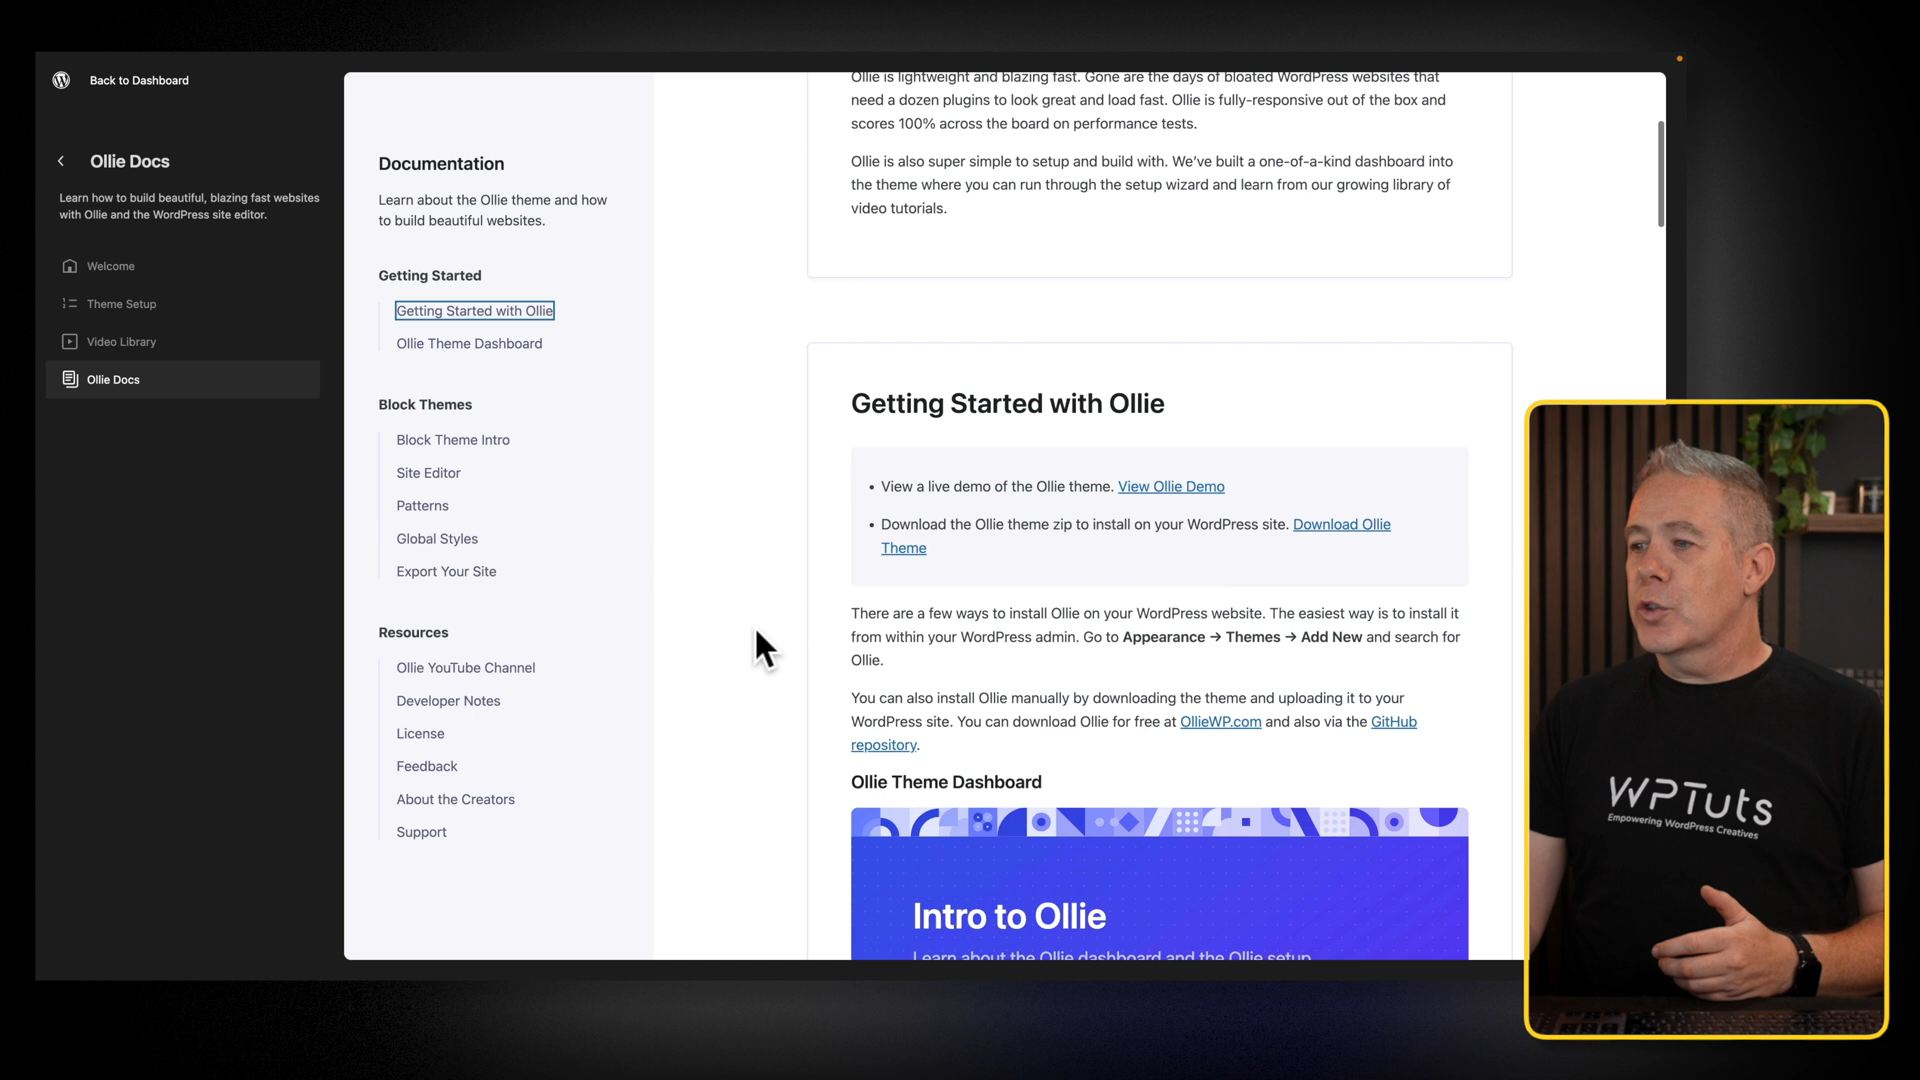 Back to Dashboard
Ollie Docs
Learn how to build beautiful, blazing fast websites
with Ollie and the WordPress site editor.
Welcome
Theme Setup
Video Library
Ollie Docs
Documentation
Learn about the Ollie theme and how
to build beautiful websites.
Getting Started
Getting Started with Ollie
Ollie Theme Dashboard
Block Themes
Block Theme Intro
Site Editor
Patterns
Global Styles
Export Your Site
Resources
Ollie YouTube Channel
Developer Notes
License
Feedback
About the Creators
Support
Ollie is lightweight and blazing fast. Gone are the days of bloated WordPress websites that
need a dozen plugins to look great and load fast. Ollie is fully-responsive out of the box and
scores 100% across the board on performance tests.
Ollie is also super simple to setup and build with. We’ve built a one-of-a-kind dashboard into
the theme where you can run through the setup wizard and learn from our growing library of
video tutorials.
Getting Started with Ollie
• View a live demo of the Ollie theme. View Ollie Demo
• Download the Ollie theme zip to install on your WordPress site. Download Ollie
Theme
There are a few ways to install Ollie on your WordPress website. The easiest way is to install it
from within your WordPress admin. Go to Appearance → Themes → Add New and search for
Ollie.
You can also install Ollie manually by downloading the theme and uploading it to your
WordPress site. You can download Ollie for free at OllieWP.com and also via the GitHub
repository.
Ollie Theme Dashboard
Intro to Ollie
Learn about the Ollie dashboard and the Ollie setup
WPTuts
Empowering WordPress Creatives